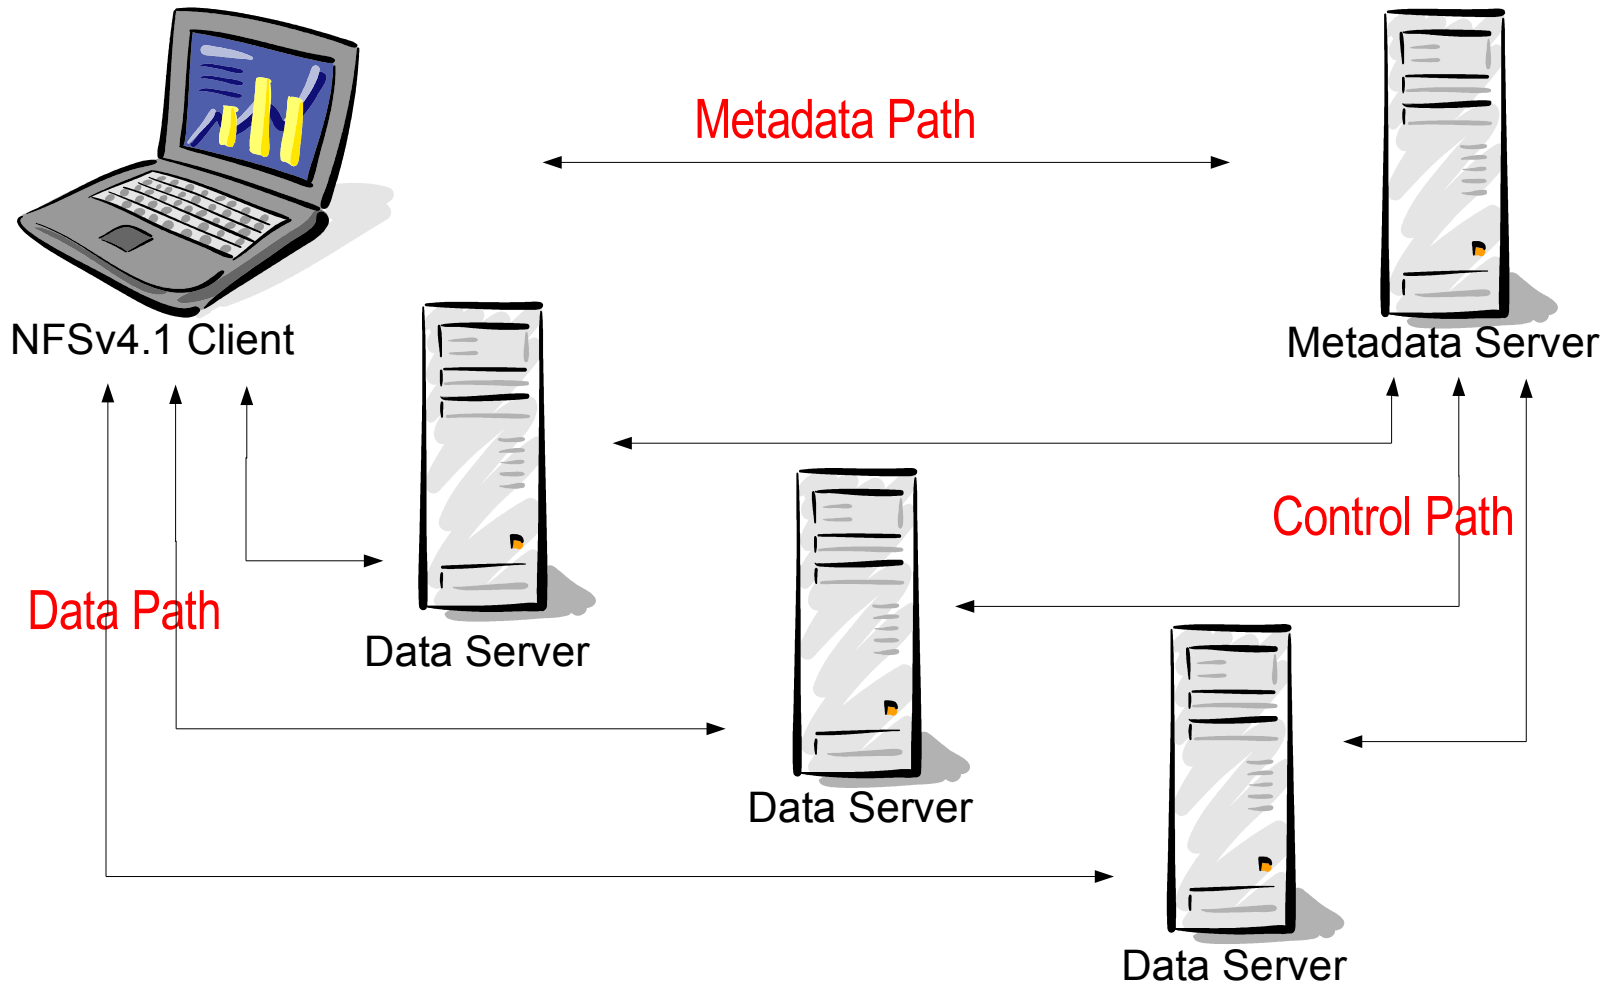 Metadata Path
NFSv4.1 Client
Metadata Server
Control Path
Data Path
Data Server
Data Server
Data Server